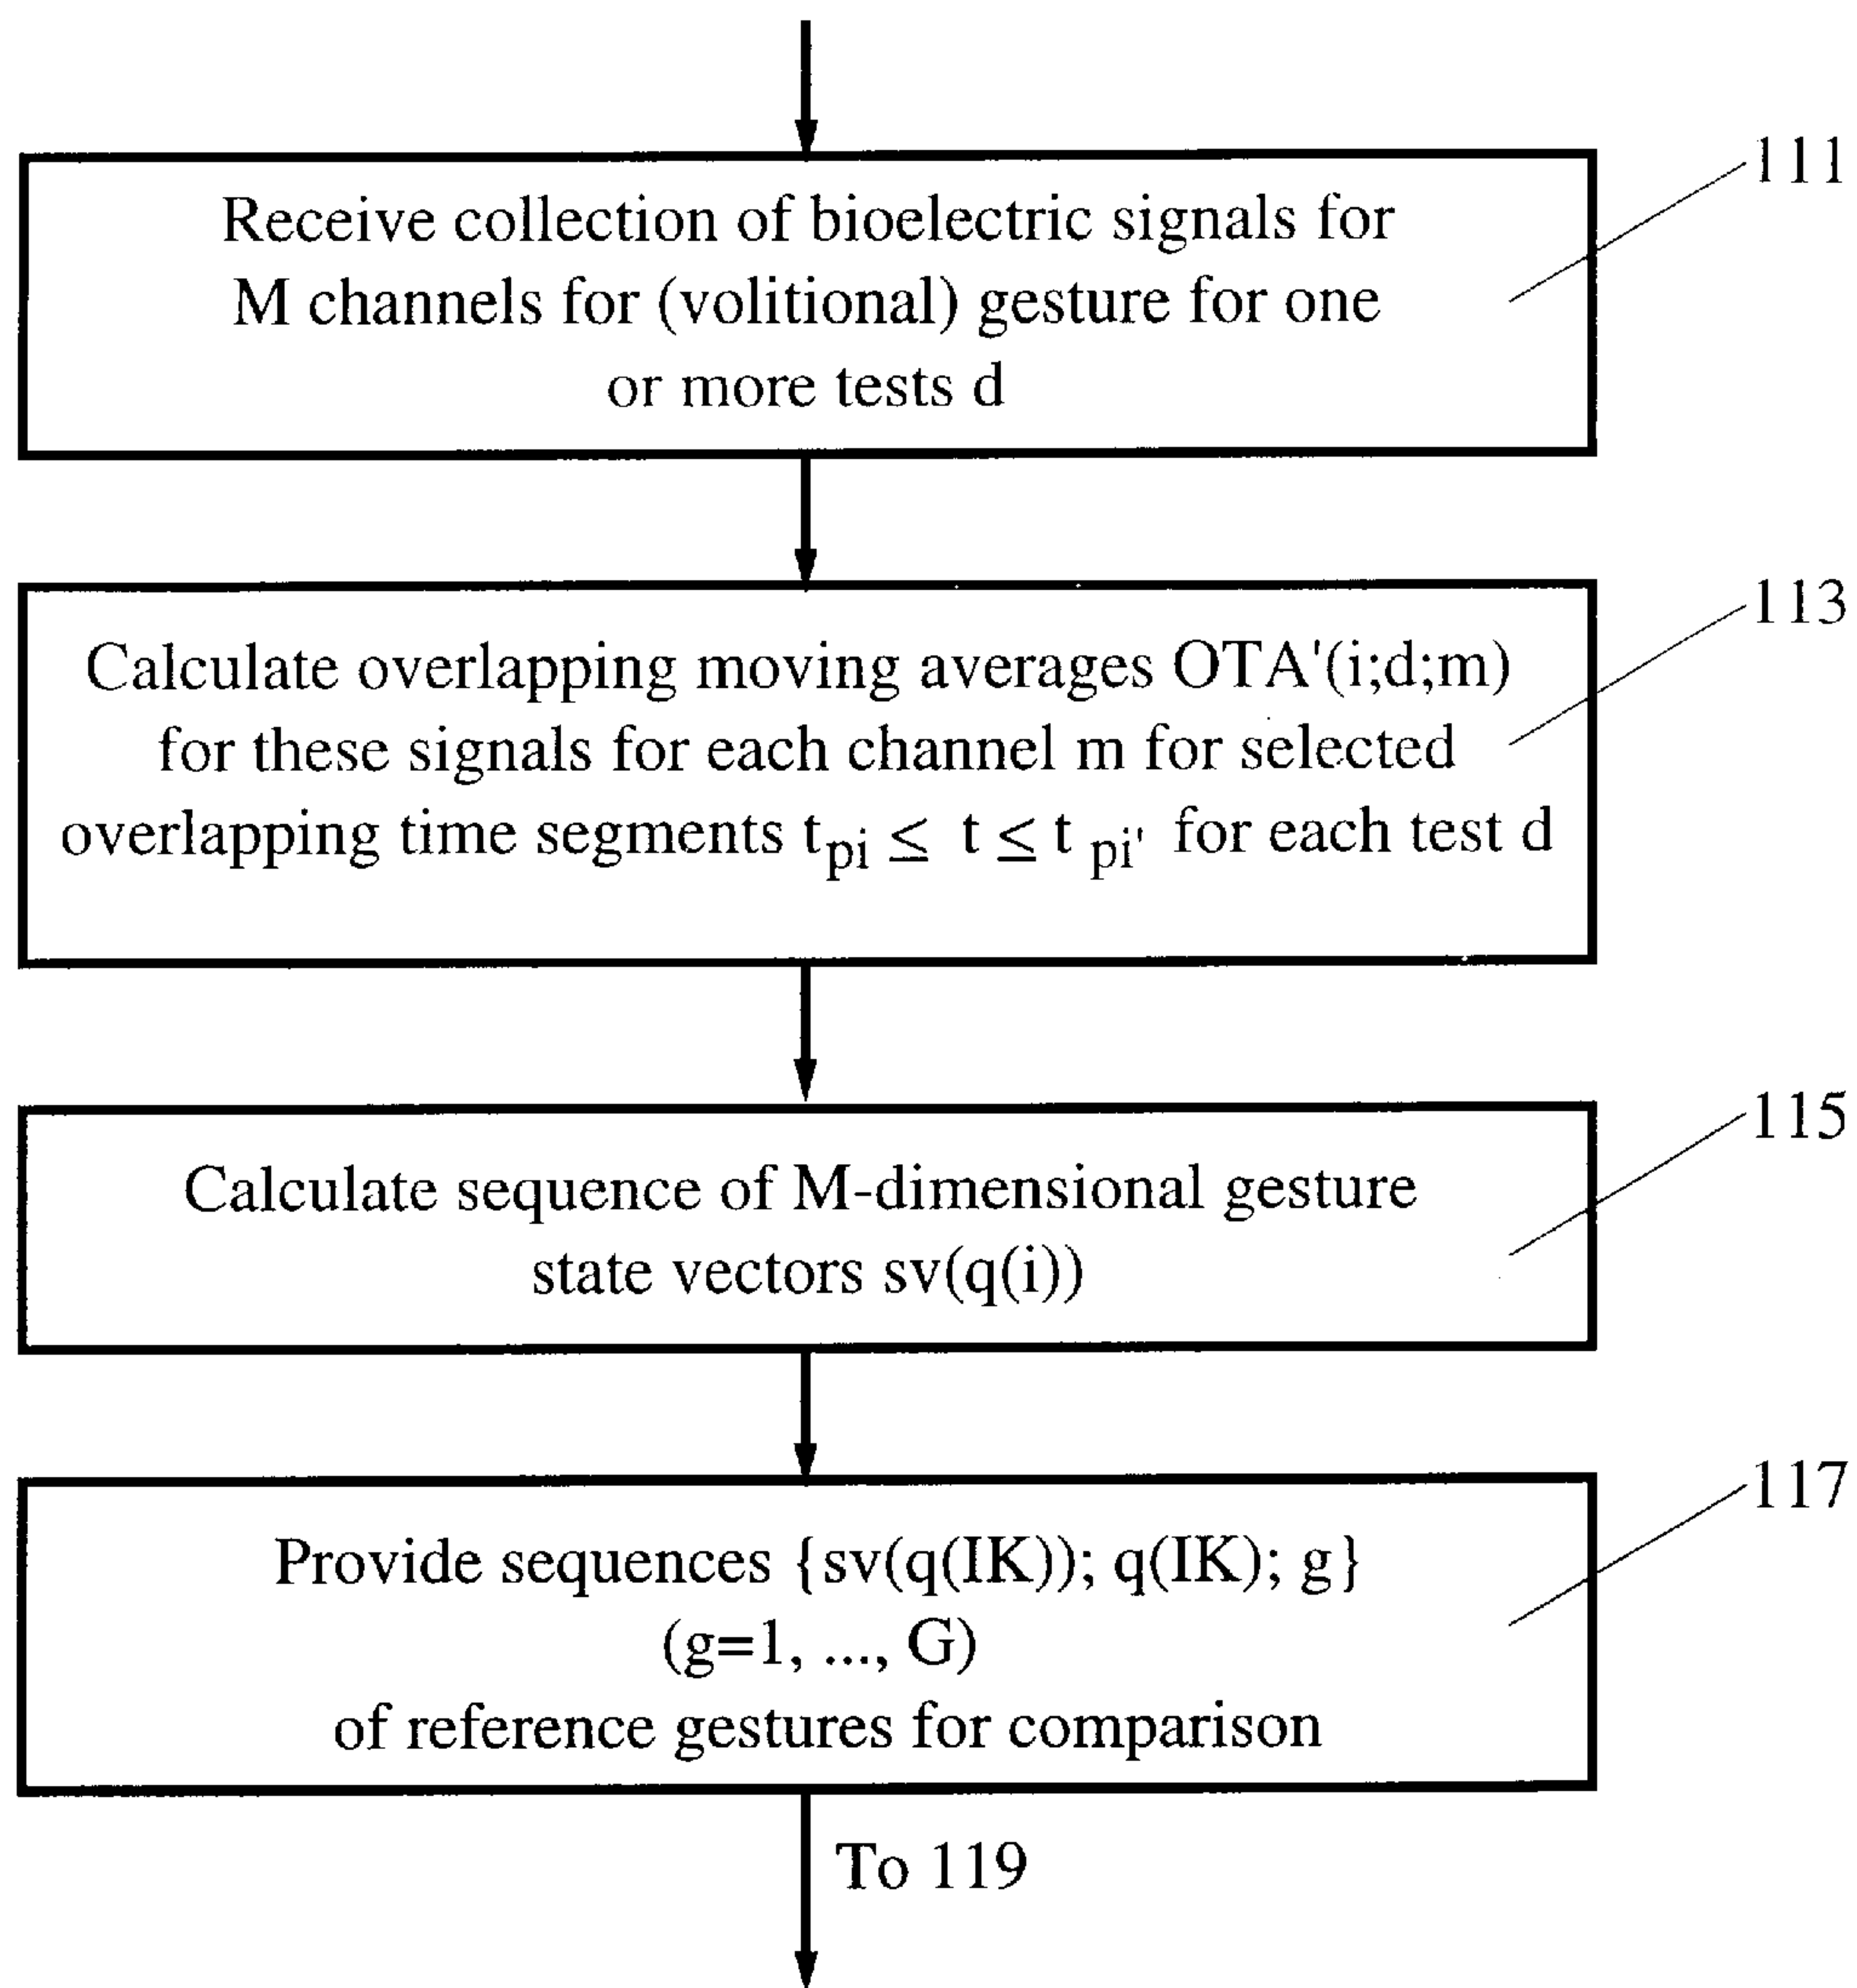 111
Receive collection of bioelectric signals for
M channels for (volitional) gesture for one
or more tests d
113
Calculate overlapping moving averages OTA'(i;d;m)
for these signals for each channel m for selected
overlapping time segments t_pi ≤ t ≤ t_pi' for each test d
115
Calculate sequence of M-dimensional gesture
state vectors sv(q(i))
117
Provide sequences {sv(q(IK)); q(IK); g}
(g=1, ..., G)
of reference gestures for comparison
To 119